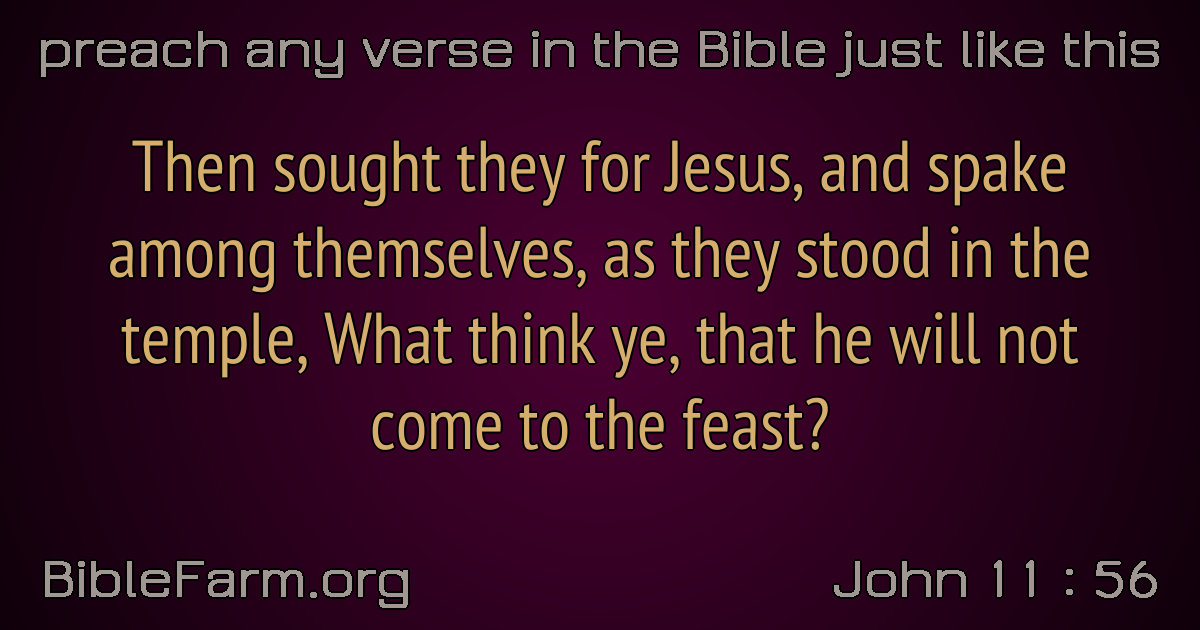 preach any verse in the Bible just like this
Then sought they for Jesus, and spake
among themselves, as they stood in the
temple, What think ye, that he will not
come to the feast?
BibleFarm.org
John 11 : 56